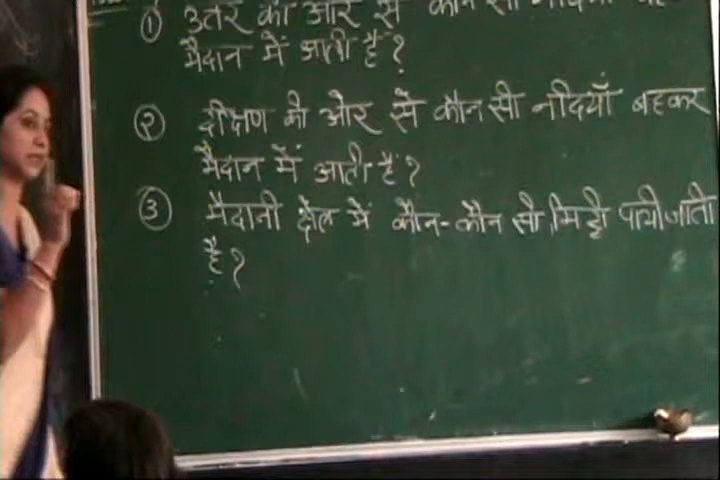 ① उत्तर की ओर से कौन सी
मैदान में आती हैं?
② दक्षिण की ओर से कौन सी नदियाँ बहकर
मैदान में आती हैं?
③ मैदानी क्षेत्र में कौन-कौन सी मिट्टी पायी जाती
है?